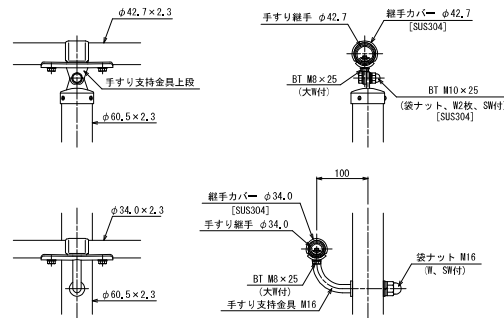 φ42.7×2.3
手すり支持金具上段
φ60.5×2.3
手すり継手 φ42.7
継手カバー φ42.7
[SUS304]
BT M8×25
(大W付)
BT M10×25
(袋ナット、W2枚、SW付)
[SUS304]
φ34.0×2.3
φ60.5×2.3
100
継手カバー φ34.0
[SUS304]
手すり継手 φ34.0
BT M8×25
(大W付)
手すり支持金具 M16
袋ナット M16
(W、SW付)